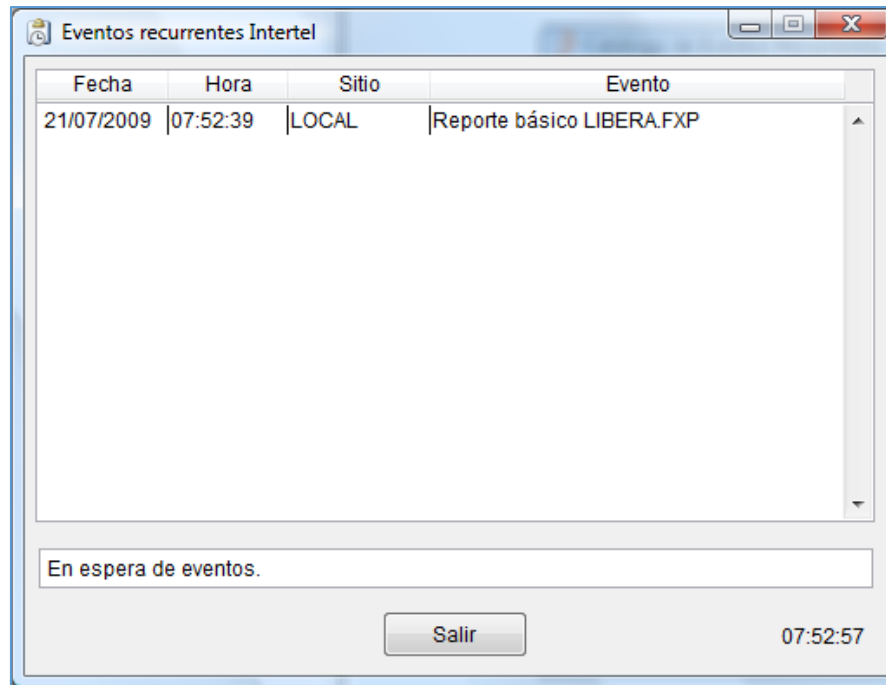 Eventos recurrentes Intertel
Fecha Hora Sitio Evento
21/07/2009 07:52:39 LOCAL Reporte básico LIBERA.FXP
En espera de eventos.
Salir 07:52:57